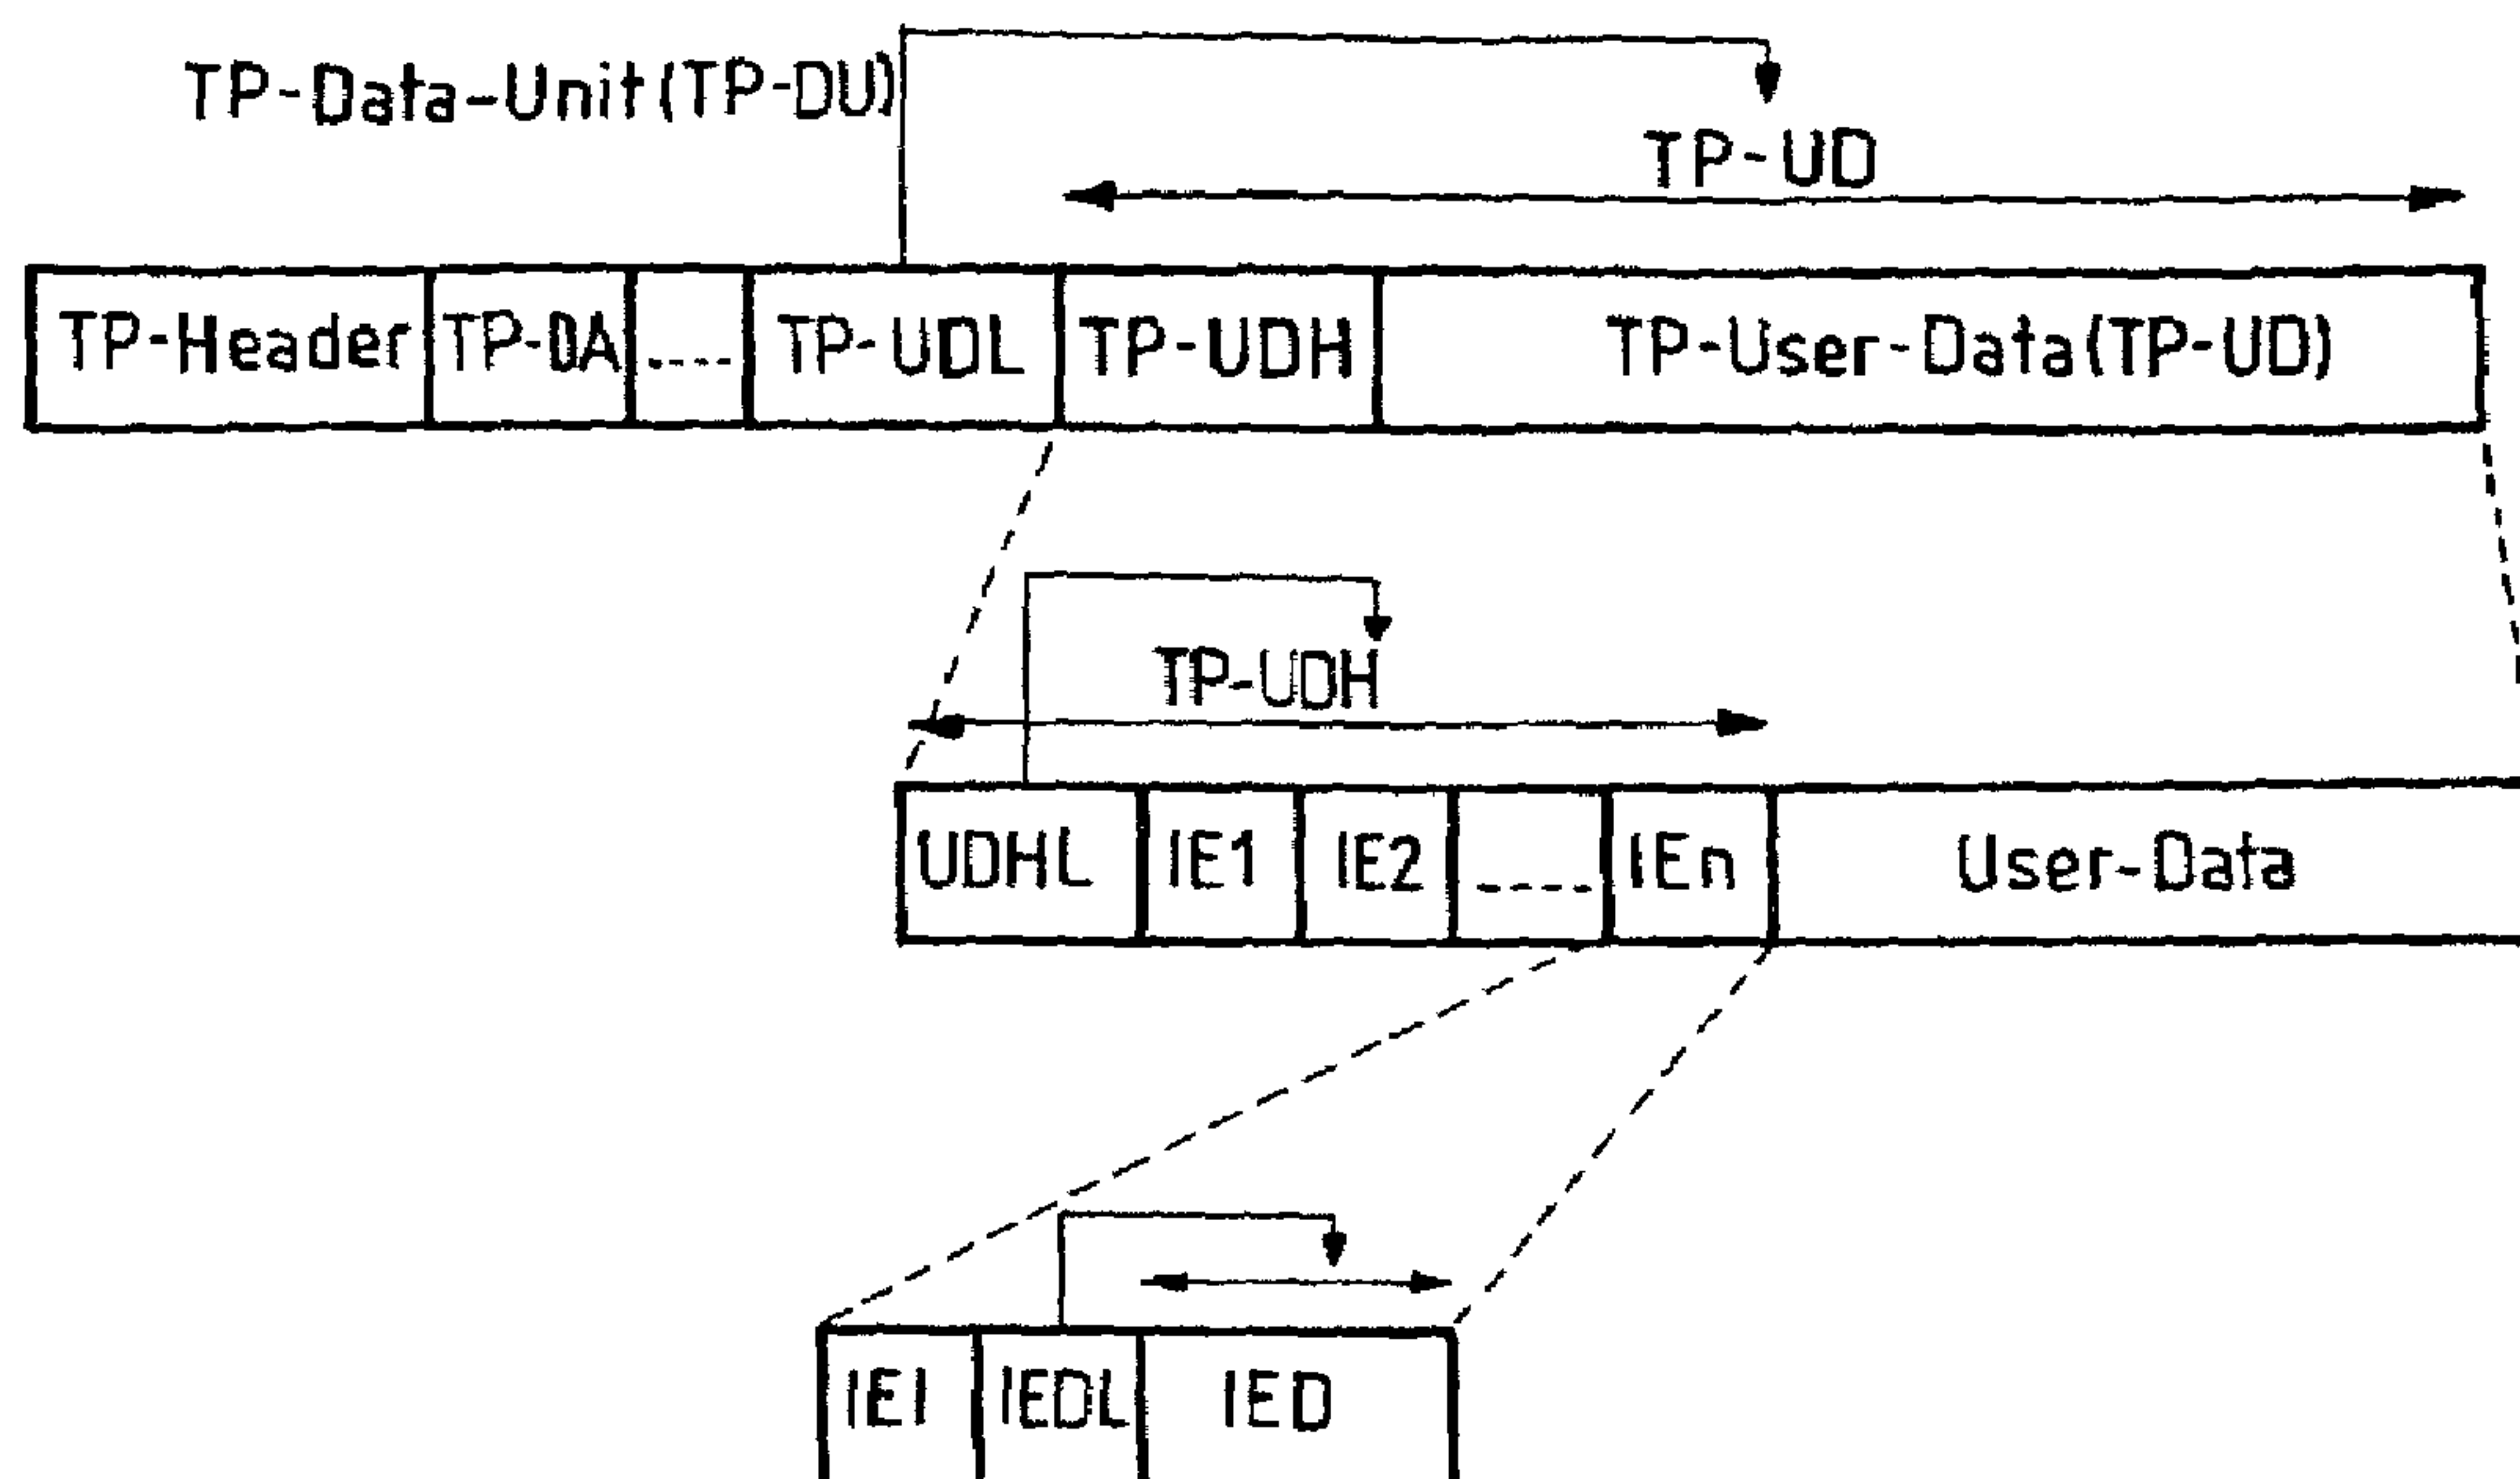 TP-Data-Unit(TP-DU)
TP-UD
TP-Header TP-DA ---- TP-UDL TP-UDH TP-User-Data(TP-UD)
TP-UDH
UDHL IE1 IE2 ---- IEn User-Data
IEI IEDL IED